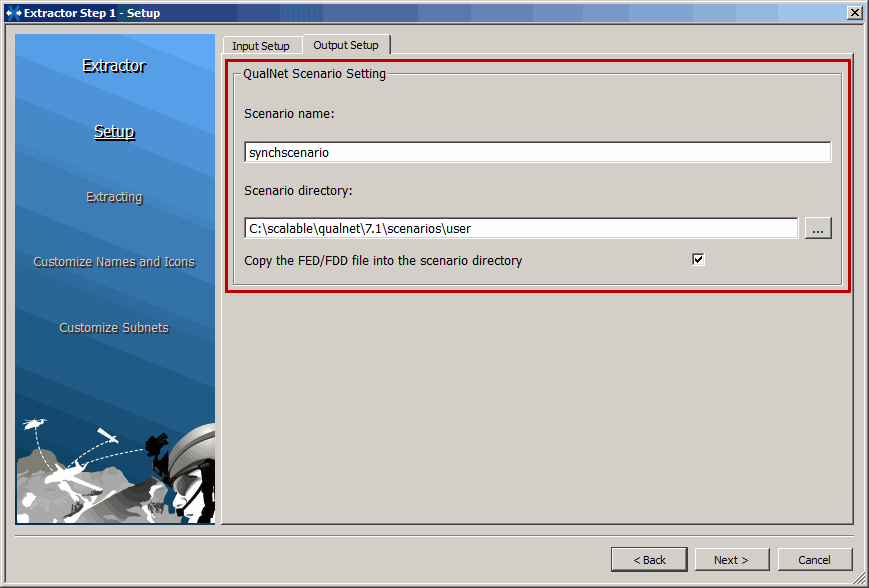 Extractor Step 1 - Setup
Extractor
Setup
Extracting
Customize Names and Icons
Customize Subnets
Input Setup
Output Setup
QualNet Scenario Setting
Scenario name:
synchscenario
Scenario directory:
C:\scalable\qualnet\7.1\scenarios\user
...
Copy the FED/FDD file into the scenario directory
< Back
Next >
Cancel